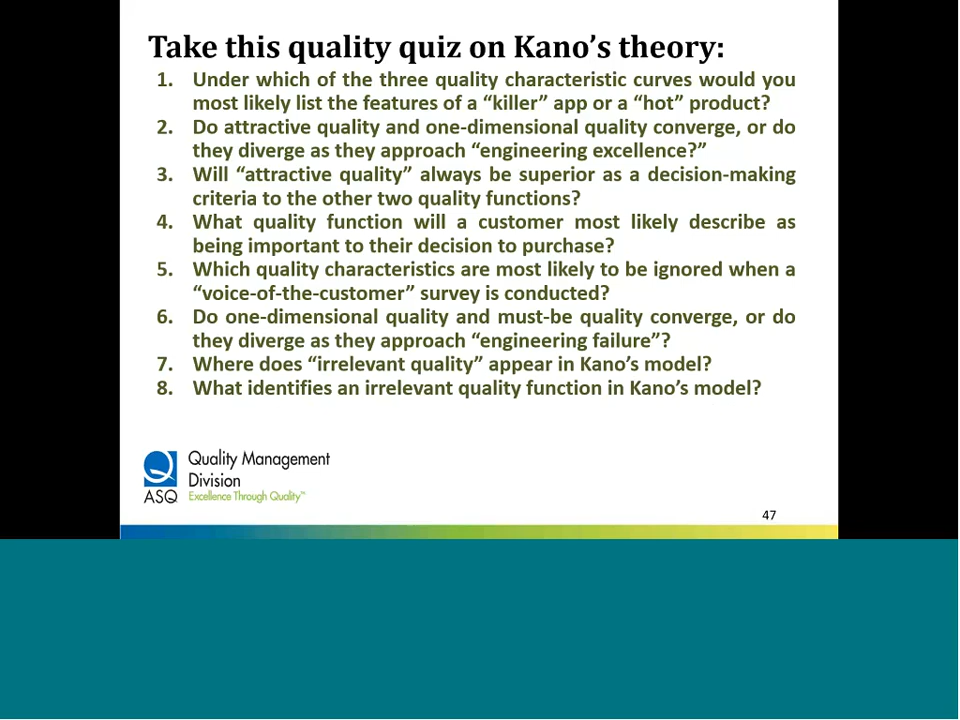 Take this quality quiz on Kano’s theory:
1. Under which of the three quality characteristic curves would you
most likely list the features of a “killer” app or a “hot” product?
2. Do attractive quality and one-dimensional quality converge, or do
they diverge as they approach “engineering excellence?”
3. Will “attractive quality” always be superior as a decision-making
criteria to the other two quality functions?
4. What quality function will a customer most likely describe as
being important to their decision to purchase?
5. Which quality characteristics are most likely to be ignored when a
“voice-of-the-customer” survey is conducted?
6. Do one-dimensional quality and must-be quality converge, or do
they diverge as they approach “engineering failure”?
7. Where does “irrelevant quality” appear in Kano’s model?
8. What identifies an irrelevant quality function in Kano’s model?
Quality Management
Division
ASQ Excellence Through Quality™
47